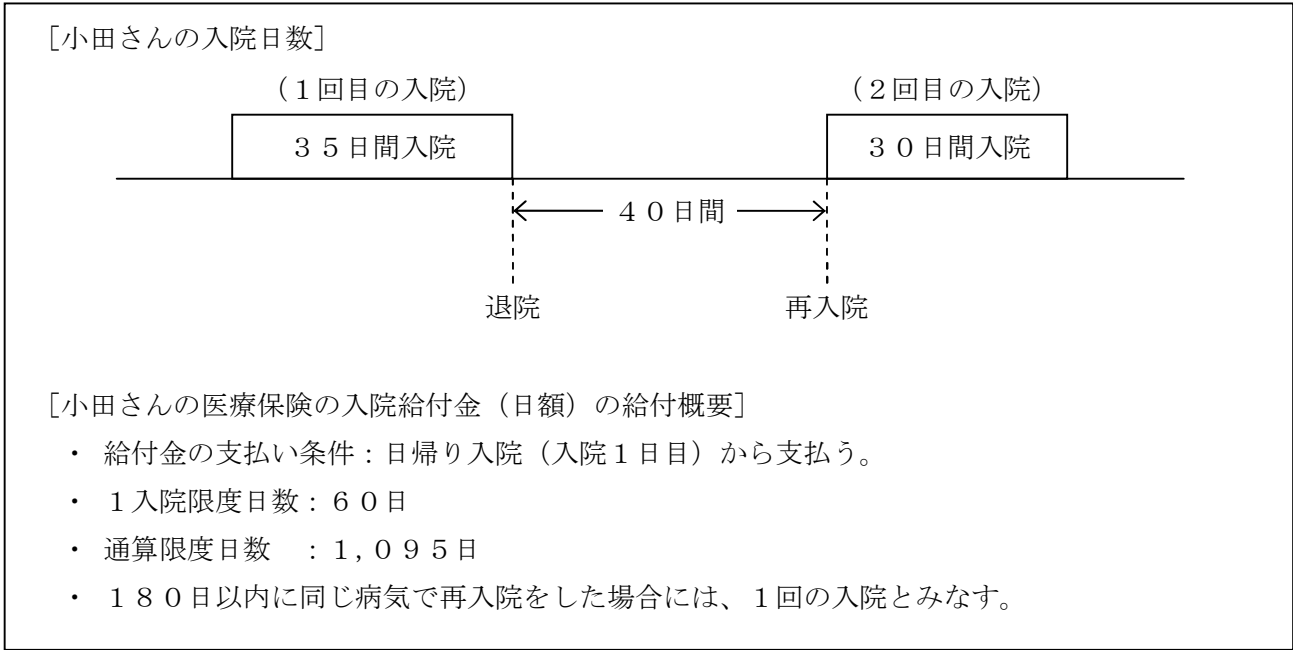 ［小田さんの入院日数］
（１回目の入院）　（２回目の入院）
３５日間入院　３０日間入院
４０日間
退院　再入院
［小田さんの医療保険の入院給付金（日額）の給付概要］
・ 給付金の支払い条件：日帰り入院（入院１日目）から支払う。
・ １入院限度日数：６０日
・ 通算限度日数　：１,０９５日
・ １８０日以内に同じ病気で再入院をした場合には、１回の入院とみなす。